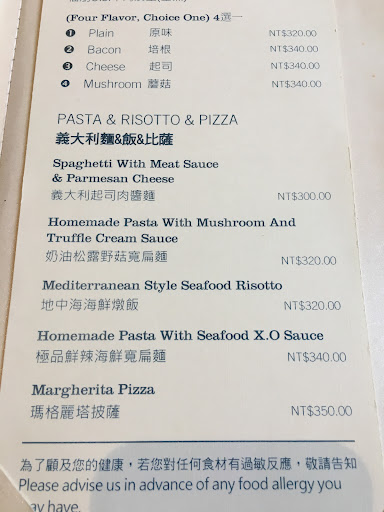 (Four Flavor, Choice One) 4選一
❶ Plain 原味 NT$320.00
❷ Bacon 培根 NT$340.00
❸ Cheese 起司 NT$340.00
❹ Mushroom 蘑菇 NT$340.00
PASTA & RISOTTO & PIZZA
義大利麵&飯&比薩
Spaghetti With Meat Sauce
& Parmesan Cheese
義大利起司肉醬麵 NT$300.00
Homemade Pasta With Mushroom And
Truffle Cream Sauce
奶油松露野菇寬扁麵 NT$320.00
Mediterranean Style Seafood Risotto
地中海海鮮燉飯 NT$320.00
Homemade Pasta With Seafood X.O Sauce
極品鮮辣海鮮寬扁麵 NT$340.00
Margherita Pizza
瑪格麗塔披薩 NT$350.00
為了顧及您的健康，若您對任何食材有過敏反應，敬請告知
Please advise us in advance of any food allergy you
may have.